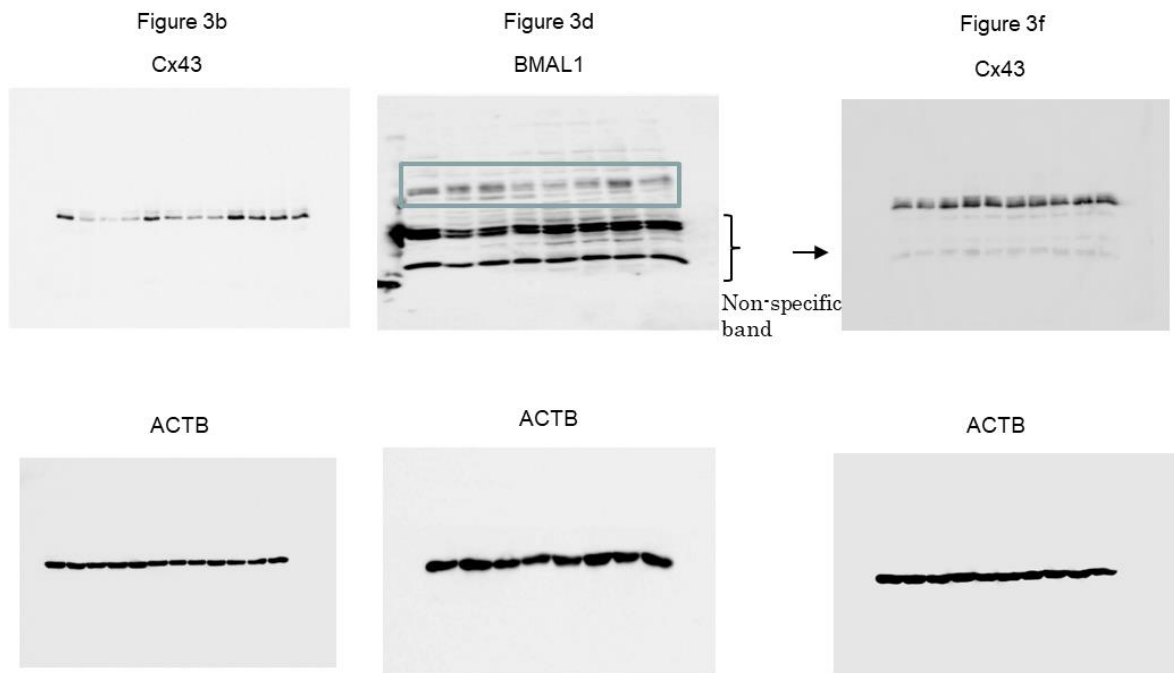 Figure 3b
Cx43
Figure 3d
BMAL1
Figure 3f
Cx43
Non-specific
band
ACTB
ACTB
ACTB